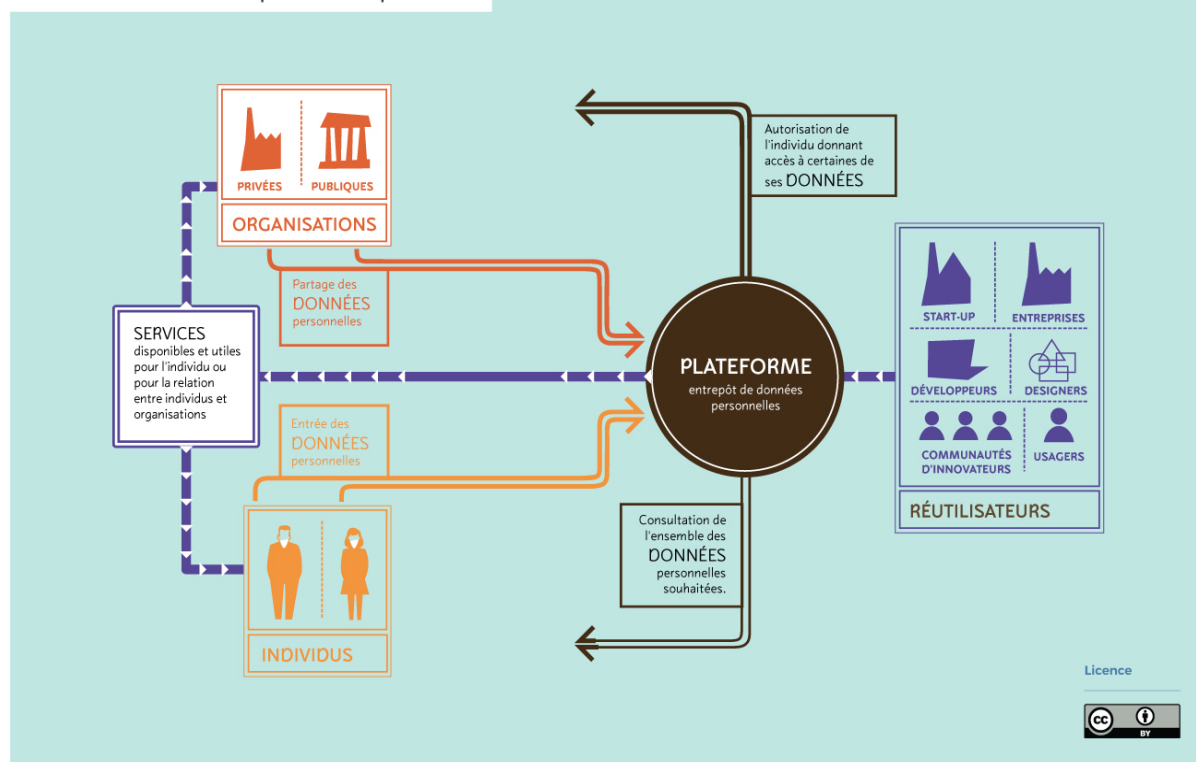 PRIVÉES
PUBLIQUES
ORGANISATIONS
Autorisation de
l'individu donnant
accès à certaines de
ses DONNÉES
Partage des
DONNÉES
personnelles
SERVICES
disponibles et utiles
pour l'individu ou
pour la relation
entre individus et
organisations
PLATEFORME
entrepôt de données
personnelles
START-UP
ENTREPRISES
DÉVELOPPEURS
DESIGNERS
COMMUNAUTÉS
D'INNOVATEURS
USAGERS
RÉUTILISATEURS
Entrée des
DONNÉES
personnelles
Consultation de
l'ensemble des
DONNÉES
personnelles
souhaitées.
INDIVIDUS
Licence
cc
BY